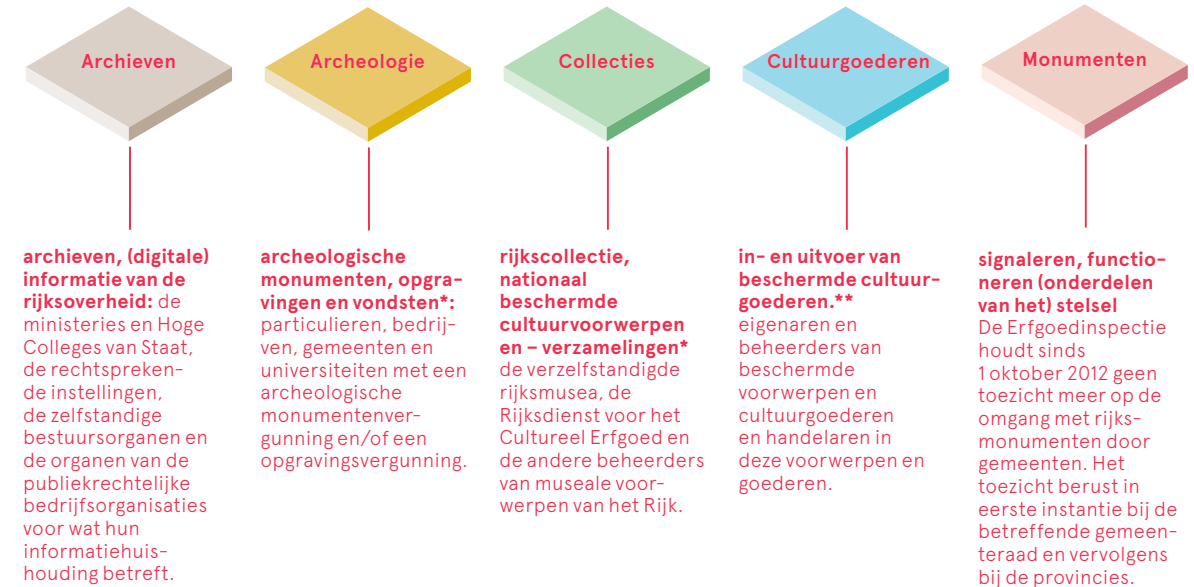 Archieven
archieven, (digitale)
informatie van de
rijksoverheid: de
ministeries en Hoge
Colleges van Staat,
de rechtspreken-
de instellingen,
de zelfstandige
bestuursorganen en
de organen van de
publiekrechtelijke
bedrijfsorganisaties
voor wat hun
informatiehuis-
houding betreft.
Archeologie
archeologische
monumenten, opgra-
vingen en vondsten*:
particulieren, bedrij-
ven, gemeenten en
universiteiten met een
archeologische
monumentenver-
gunning en/of een
opgravingsvergunning.
Collecties
rijkscollectie,
nationaal
beschermde
cultuurvoorwerpen
en – verzamelingen*
de verzelfstandigde
rijksmusea, de
Rijksdienst voor het
Cultureel Erfgoed en
de andere beheerders
van museale voor-
werpen van het Rijk.
Cultuurgoederen
in- en uitvoer van
beschermde cultuur-
goederen.**
eigenaren en
beheerders van
beschermde
voorwerpen en
cultuurgoederen
en handelaren in
deze voorwerpen en
goederen.
Monumenten
signaleren, functio-
neren (onderdelen
van het) stelsel
De Erfgoedinspectie
houdt sinds
1 oktober 2012 geen
toezicht meer op de
omgang met rijks-
monumenten door
gemeenten. Het
toezicht berust in
eerste instantie bij de
betreffende gemeen-
teraad en vervolgens
bij de provincies.